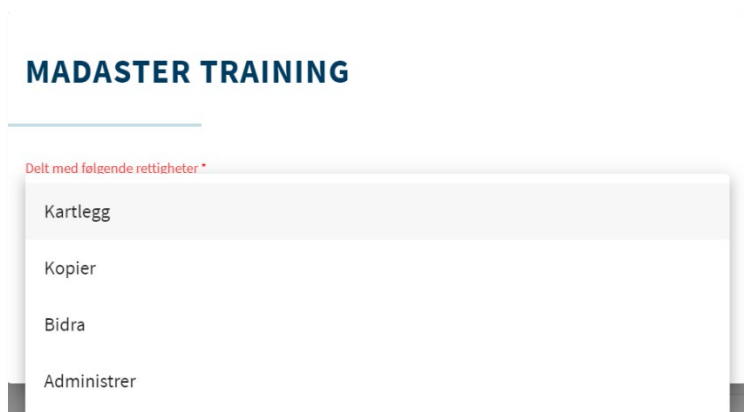 MADASTER TRAINING
Delt med følgende rettigheter *
Kartlegg
Kopier
Bidra
Administrer